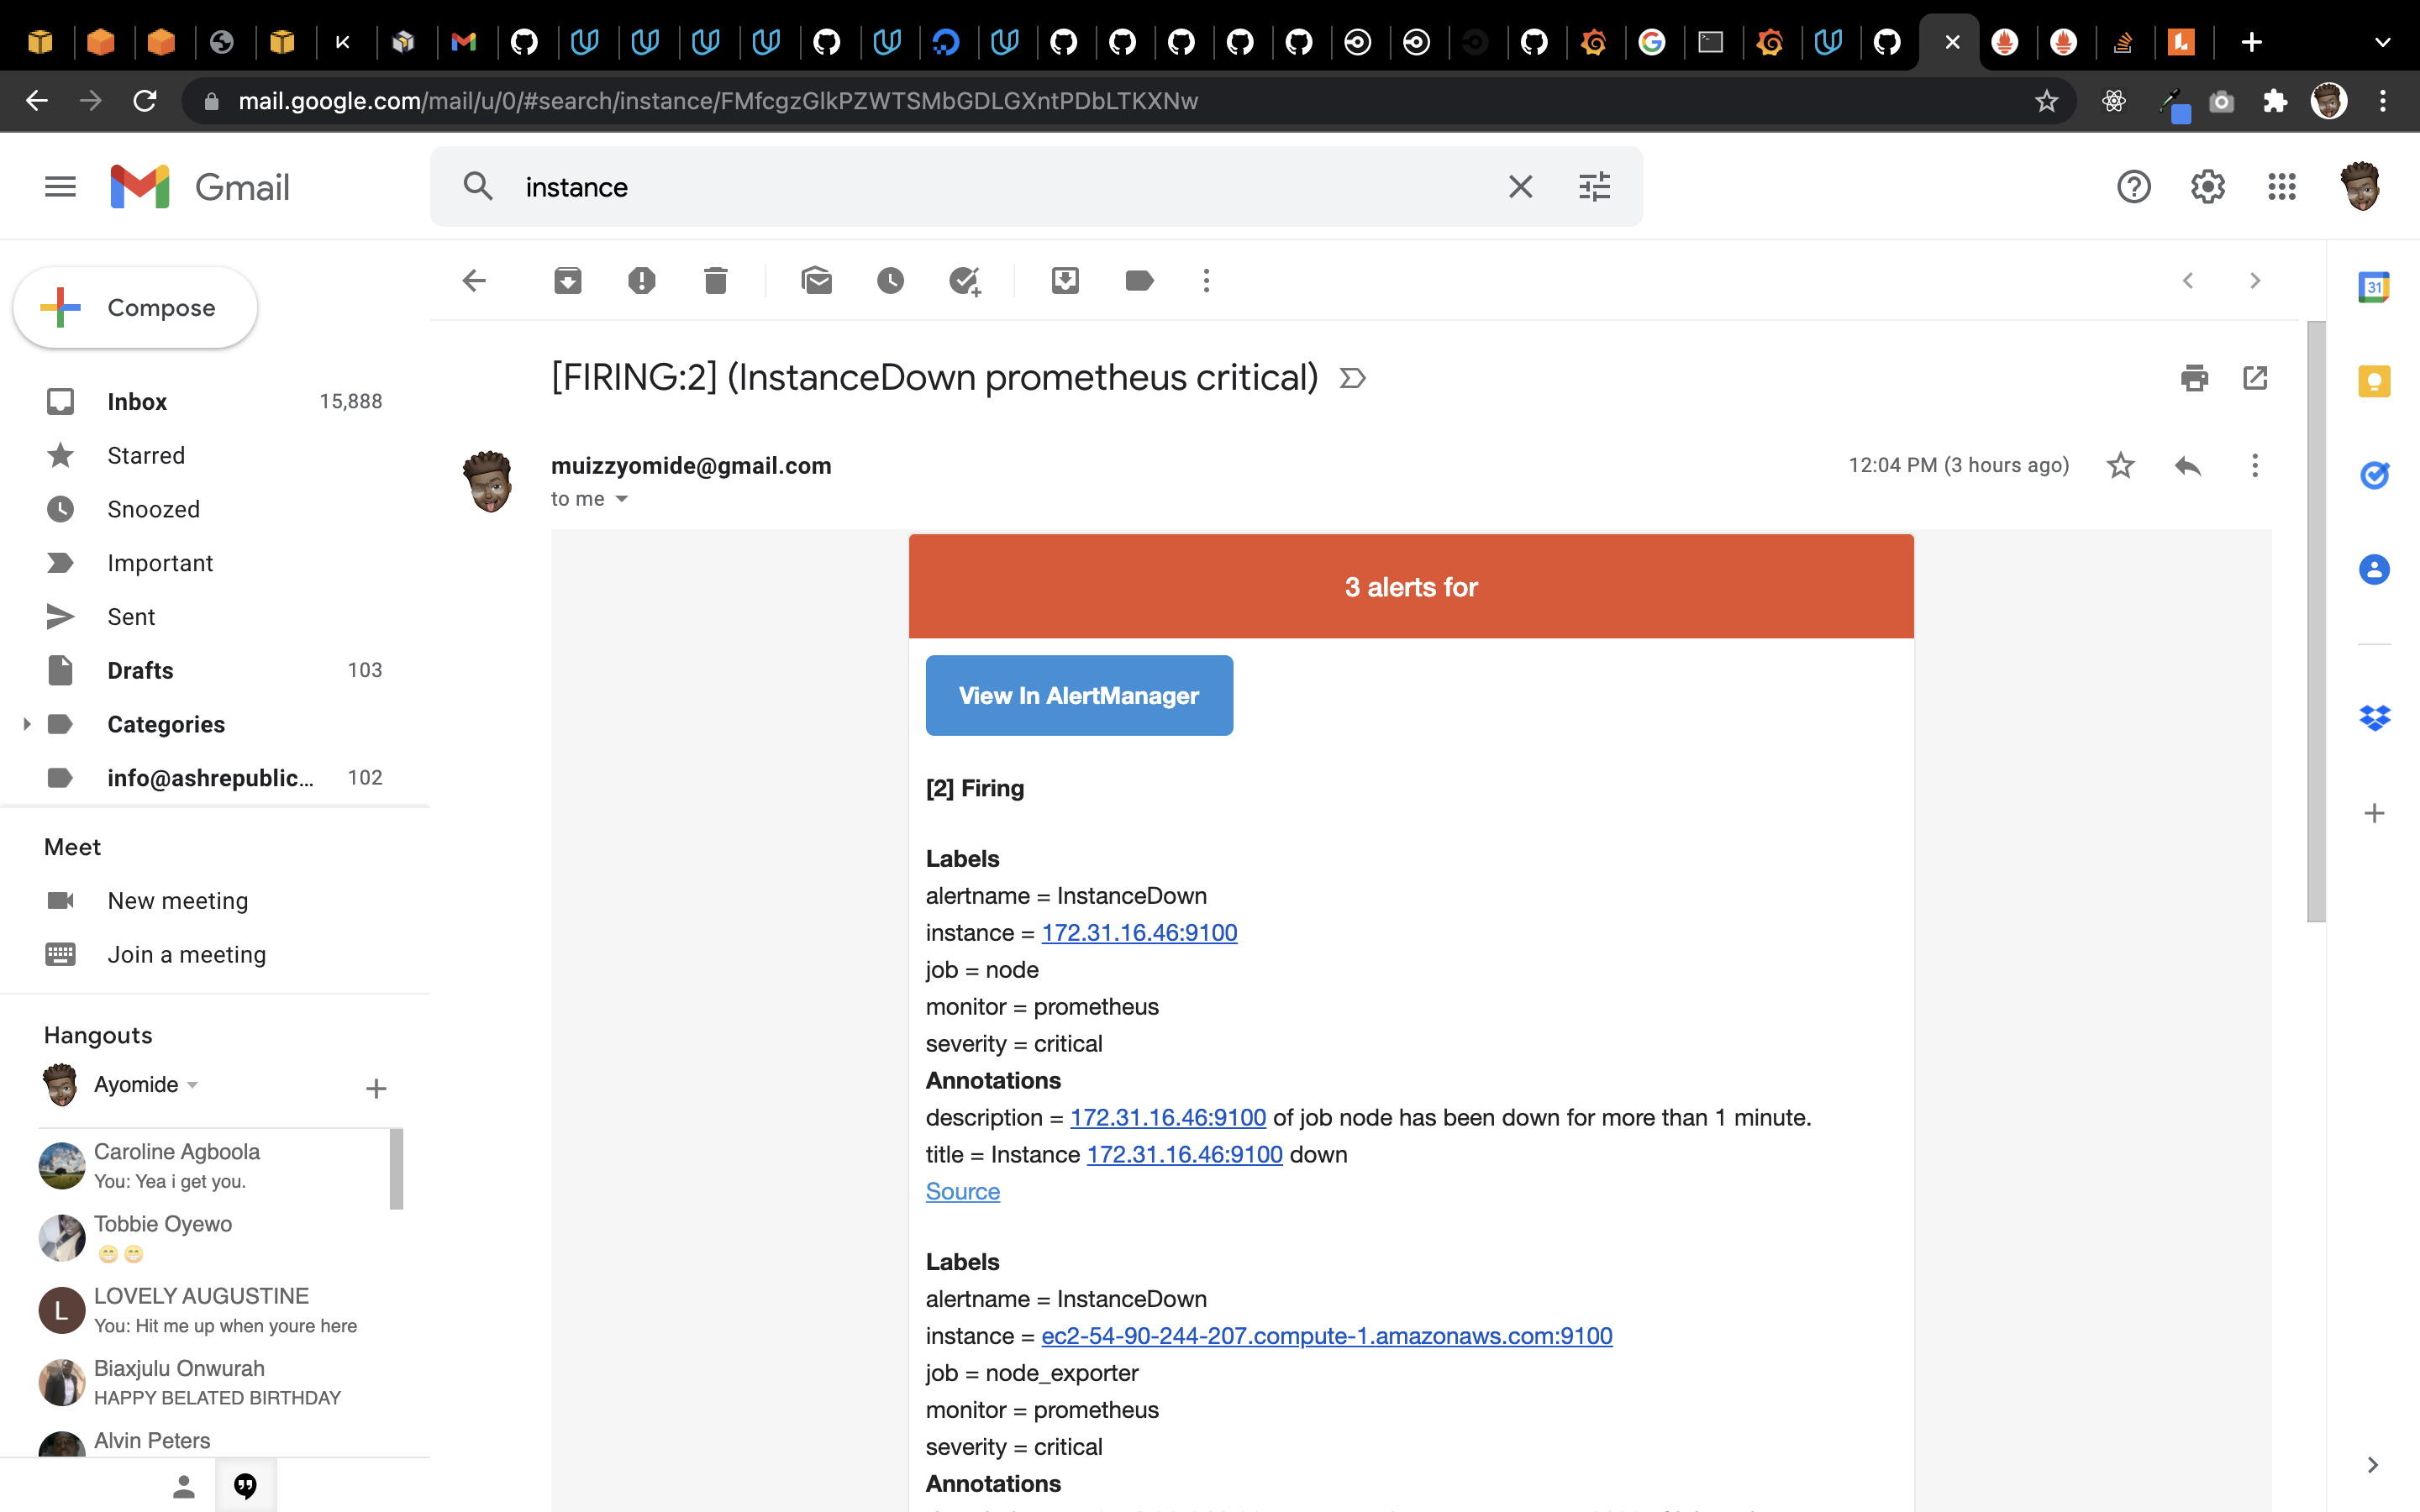 mail.google.com/mail/u/0/#search/instance/FMfcgzGlkPZWTSMbGDLGXntPDbLTKXNw
Gmail
instance
Compose
Inbox 15,888
Starred
Snoozed
Important
Sent
Drafts 103
Categories
info@ashrepublic... 102
Meet
New meeting
Join a meeting
Hangouts
Ayomide
Caroline Agboola
You: Yea i get you.
Tobbie Oyewo
😁😁
L
LOVELY AUGUSTINE
You: Hit me up when youre here
Biaxjulu Onwurah
HAPPY BELATED BIRTHDAY
Alvin Peters
[FIRING:2] (InstanceDown prometheus critical)
muizzyomide@gmail.com
12:04 PM (3 hours ago)
to me
3 alerts for
View In AlertManager
[2] Firing
Labels
alertname = InstanceDown
instance = 172.31.16.46:9100
job = node
monitor = prometheus
severity = critical
Annotations
description = 172.31.16.46:9100 of job node has been down for more than 1 minute.
title = Instance 172.31.16.46:9100 down
Source
Labels
alertname = InstanceDown
instance = ec2-54-90-244-207.compute-1.amazonaws.com:9100
job = node_exporter
monitor = prometheus
severity = critical
Annotations
31